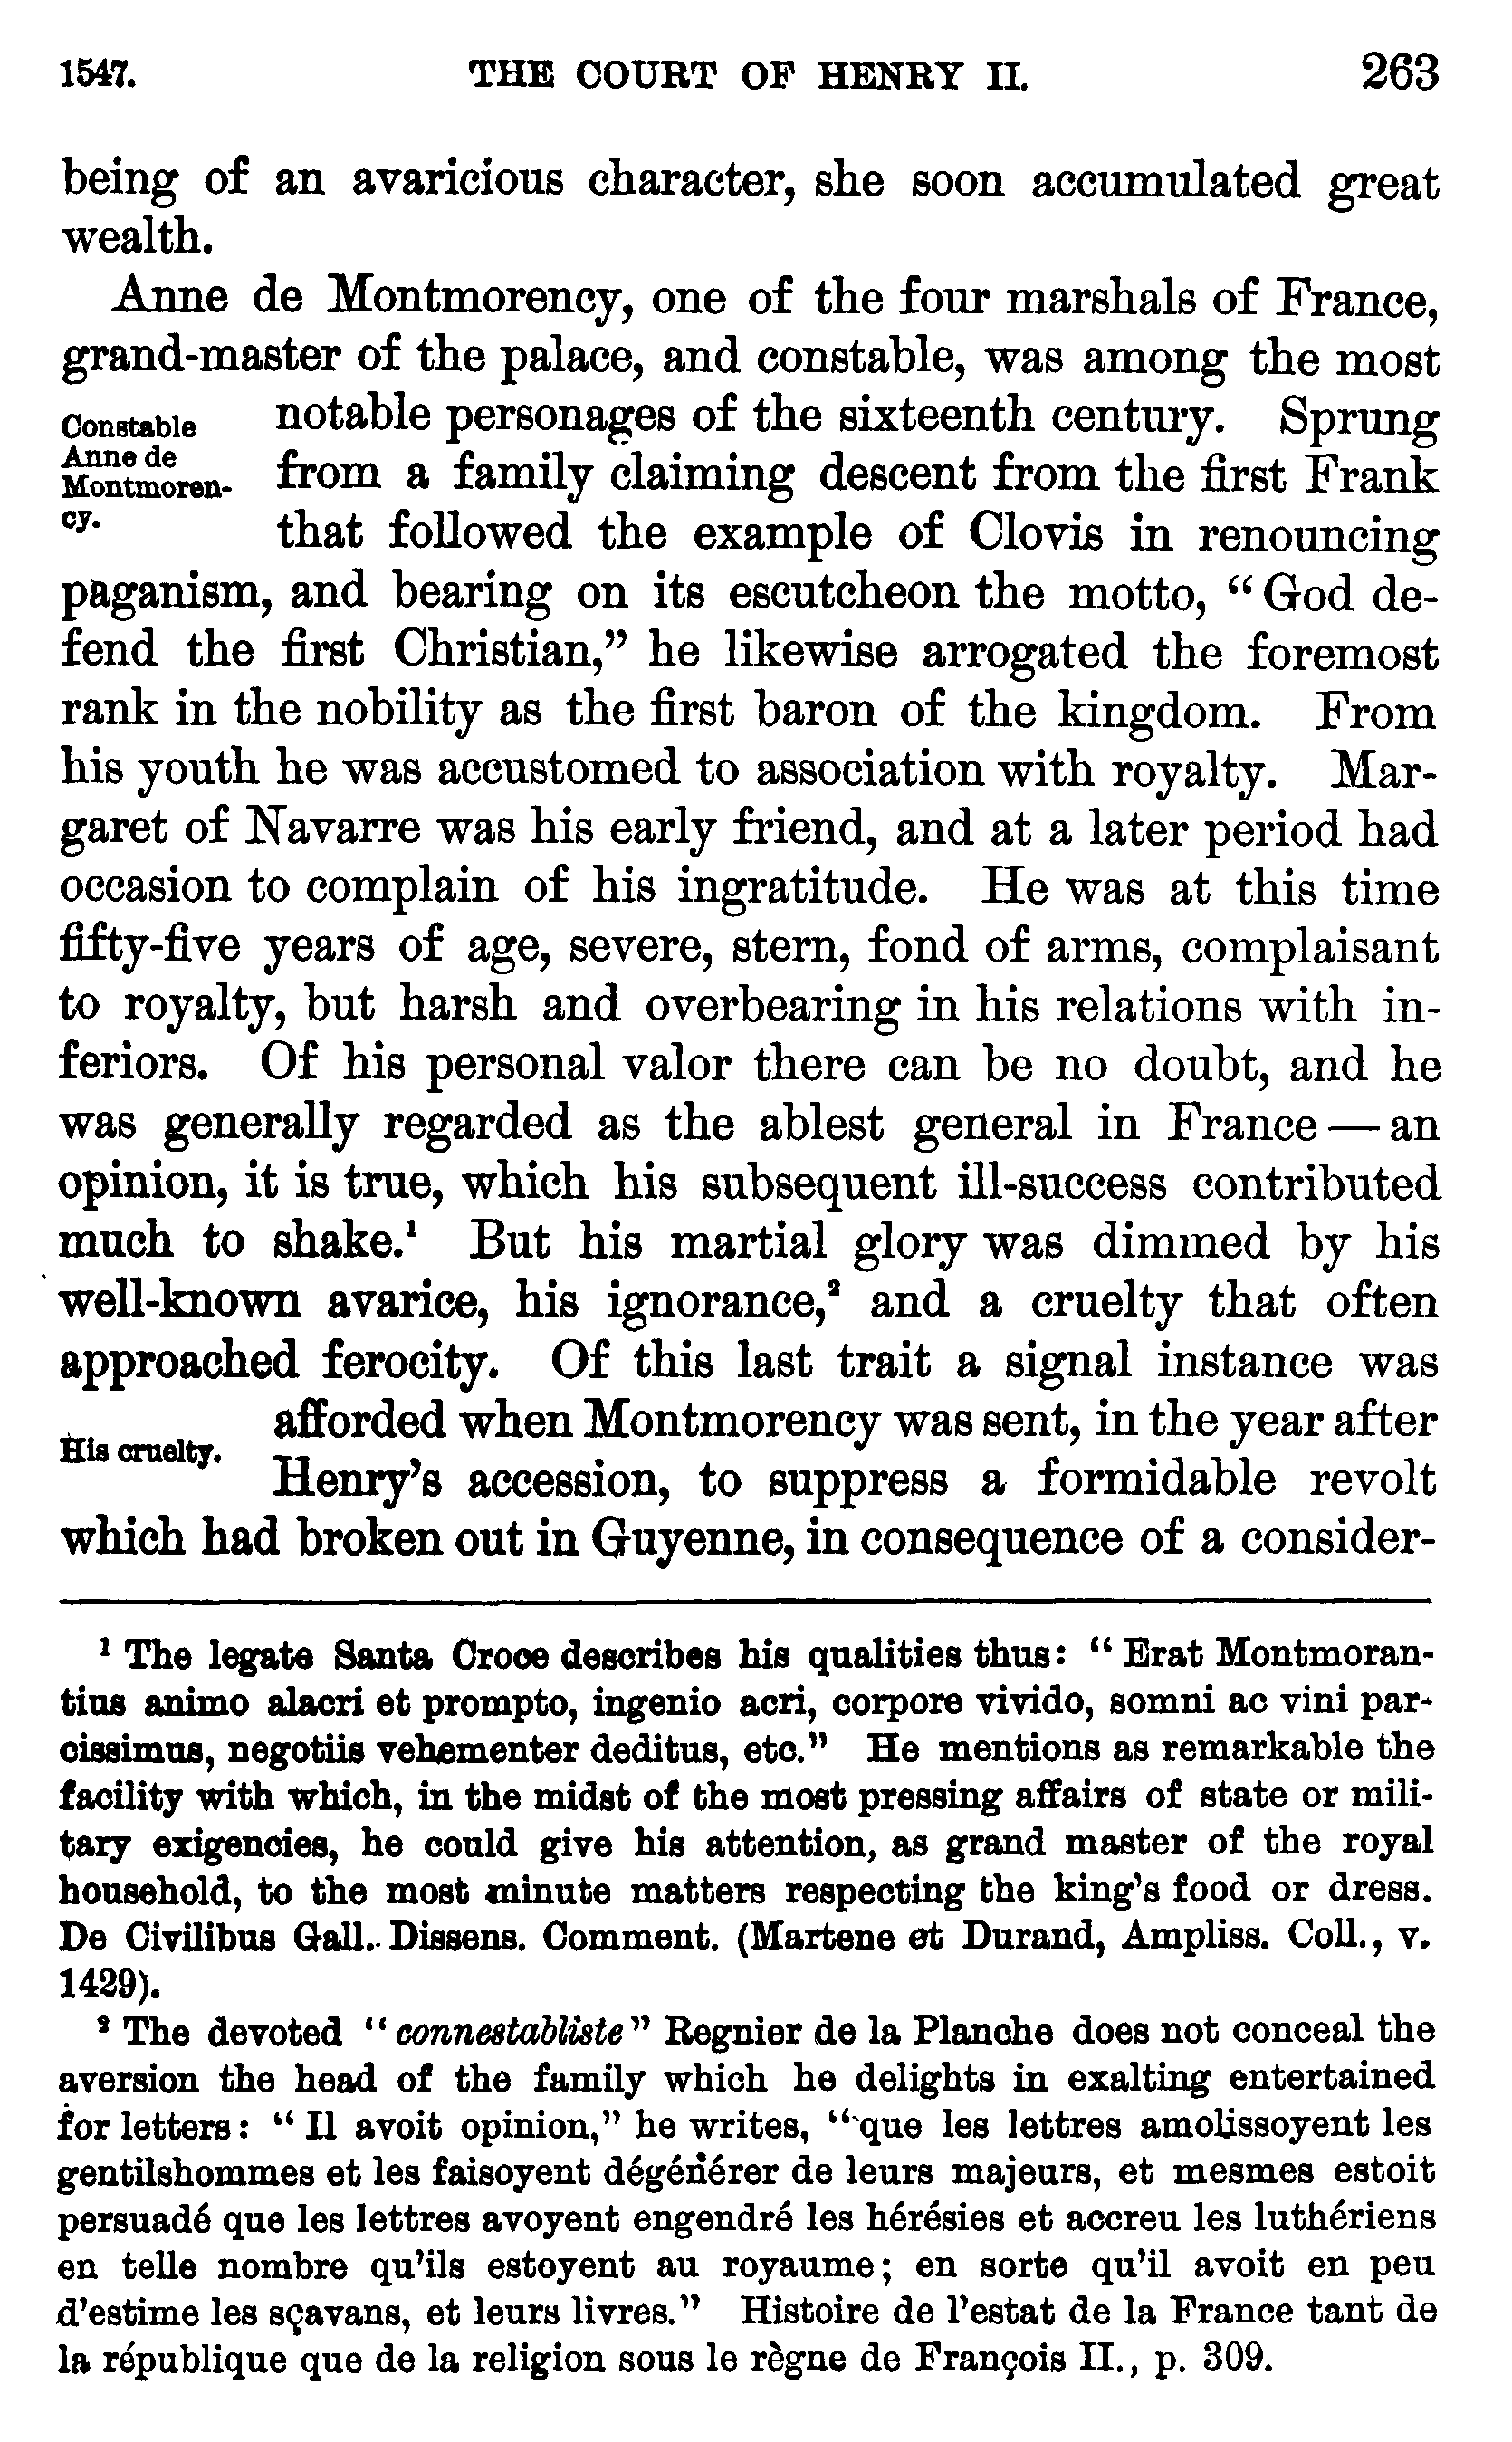 1547. THE COURT OF HENRY II. 263
being of an avaricious character, she soon accumulated great
wealth.
Anne de Montmorency, one of the four marshals of France,
grand-master of the palace, and constable, was among the most
Constable
Anne de
Montmoren-
cy.
notable personages of the sixteenth century. Sprung
from a family claiming descent from the first Frank
that followed the example of Clovis in renouncing
paganism, and bearing on its escutcheon the motto, “God de-
fend the first Christian,” he likewise arrogated the foremost
rank in the nobility as the first baron of the kingdom. From
his youth he was accustomed to association with royalty. Mar-
garet of Navarre was his early friend, and at a later period had
occasion to complain of his ingratitude. He was at this time
fifty-five years of age, severe, stern, fond of arms, complaisant
to royalty, but harsh and overbearing in his relations with in-
feriors. Of his personal valor there can be no doubt, and he
was generally regarded as the ablest general in France — an
opinion, it is true, which his subsequent ill-success contributed
much to shake.¹ But his martial glory was dimmed by his
well-known avarice, his ignorance,² and a cruelty that often
approached ferocity. Of this last trait a signal instance was
His cruelty.
afforded when Montmorency was sent, in the year after
Henry’s accession, to suppress a formidable revolt
which had broken out in Guyenne, in consequence of a consider-
¹ The legate Santa Croce describes his qualities thus: “Erat Montmoran-
tius animo alacri et prompto, ingenio acri, corpore vivido, somni ac vini par-
cissimus, negotiis vehementer deditus, etc.” He mentions as remarkable the
facility with which, in the midst of the most pressing affairs of state or mili-
tary exigencies, he could give his attention, as grand master of the royal
household, to the most minute matters respecting the king’s food or dress.
De Civilibus Gall. Dissens. Comment. (Martene et Durand, Ampliss. Coll., v.
1429).
² The devoted “connestabliste” Regnier de la Planche does not conceal the
aversion the head of the family which he delights in exalting entertained
for letters: “Il avoit opinion,” he writes, “que les lettres amolissoyent les
gentilshommes et les faisoyent dégénérer de leurs majeurs, et mesmes estoit
persuadé que les lettres avoyent engendré les hérésies et accreu les luthériens
en telle nombre qu’ils estoyent au royaume; en sorte qu’il avoit en peu
d’estime les sçavans, et leurs livres.” Histoire de l’estat de la France tant de
la république que de la religion sous le règne de François II., p. 309.